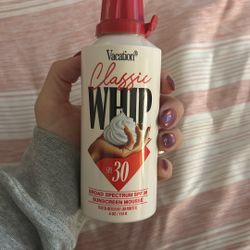 Vacation®
Classic
WHIP
SPF 30
BROAD SPECTRUM SPF 30
SUNSCREEN MOUSSE